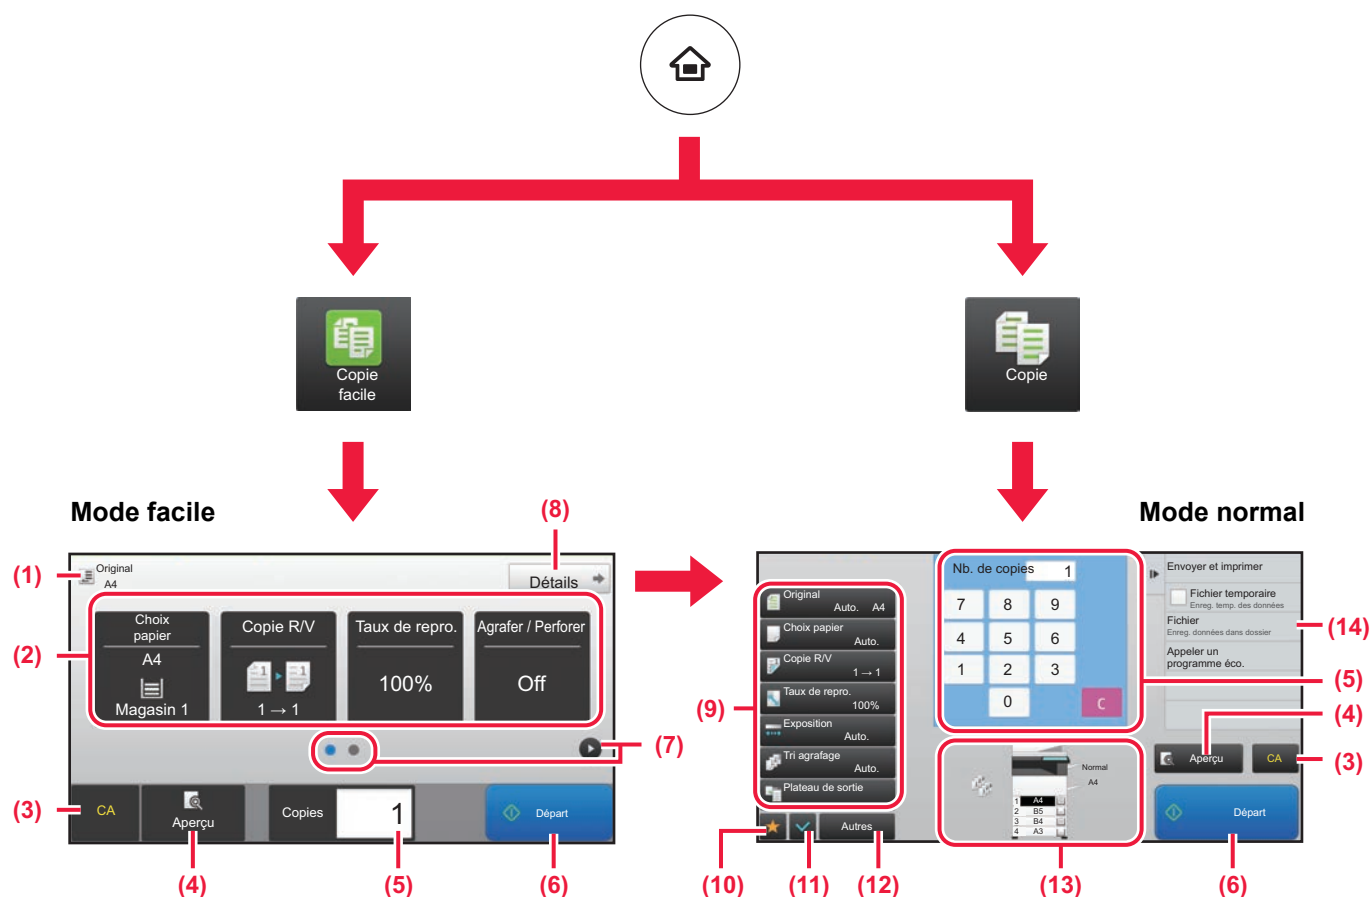 Copie
facile
Copie
Mode facile
(8)
Mode normal
(1)
Original
A4
Détails
(2)
Choix
papier
A4
Magasin 1
Copie R/V
1
1
1 → 1
Taux de repro.
100%
Agrafer / Perforer
Off
(7)
(3)
CA
Aperçu
Copies
1
Départ
(4)
(5)
(6)
(9)
Original
Auto. A4
Choix papier
Auto.
Copie R/V
1 → 1
Taux de repro.
100%
Exposition
Auto.
Tri agrafage
Auto.
Plateau de sortie
Autres
Nb. de copies 1
7 8 9
4 5 6
1 2 3
0 C
Normal
A4
1 A4
2 B5
3 B4
4 A3
Envoyer et imprimer
Fichier temporaire
Enreg. temp. des données
Fichier
Enreg. données dans dossier
Appeler un
programme éco.
(14)
(5)
(4)
Aperçu
CA
(3)
Départ
(10)
(11)
(12)
(13)
(6)